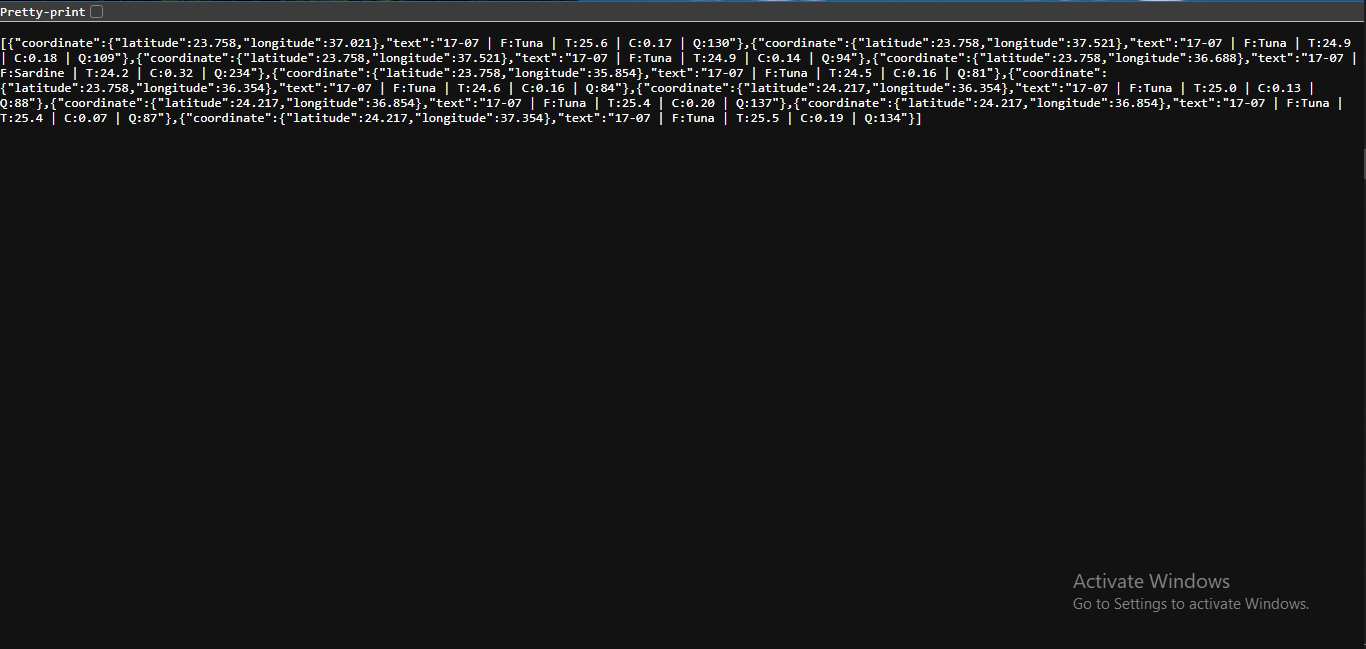 Pretty-print
[{"coordinate":{"latitude":23.758,"longitude":37.021},"text":"17-07 | F:Tuna | T:25.6 | C:0.17 | Q:130"},{"coordinate":{"latitude":23.758,"longitude":37.521},"text":"17-07 | F:Tuna | T:24.9
| C:0.18 | Q:109"},{"coordinate":{"latitude":23.758,"longitude":37.521},"text":"17-07 | F:Tuna | T:24.9 | C:0.14 | Q:94"},{"coordinate":{"latitude":23.758,"longitude":36.688},"text":"17-07 |
F:Sardine | T:24.2 | C:0.32 | Q:234"},{"coordinate":{"latitude":23.758,"longitude":35.854},"text":"17-07 | F:Tuna | T:24.5 | C:0.16 | Q:81"},{"coordinate":
{"latitude":23.758,"longitude":36.354},"text":"17-07 | F:Tuna | T:24.6 | C:0.16 | Q:84"},{"coordinate":{"latitude":24.217,"longitude":36.354},"text":"17-07 | F:Tuna | T:25.0 | C:0.13 |
Q:88"},{"coordinate":{"latitude":24.217,"longitude":36.854},"text":"17-07 | F:Tuna | T:25.4 | C:0.20 | Q:137"},{"coordinate":{"latitude":24.217,"longitude":36.854},"text":"17-07 | F:Tuna |
T:25.4 | C:0.07 | Q:87"},{"coordinate":{"latitude":24.217,"longitude":37.354},"text":"17-07 | F:Tuna | T:25.5 | C:0.19 | Q:134"}]
Activate Windows
Go to Settings to activate Windows.